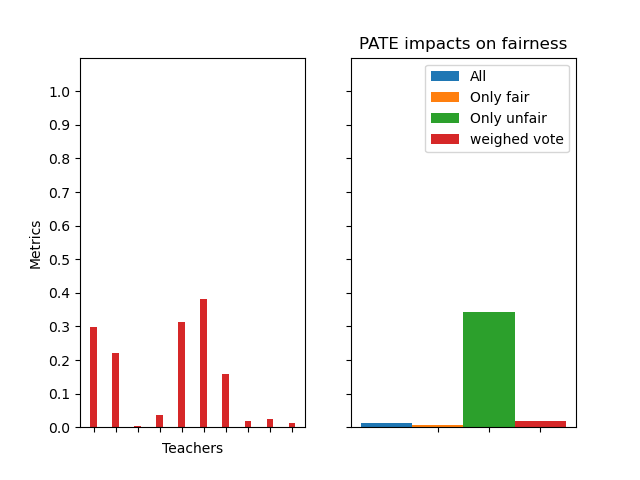 PATE impacts on fairness
All
Only fair
Only unfair
weighed vote
1.0
0.9
0.8
0.7
0.6
0.5
0.4
0.3
0.2
0.1
0.0
Metrics
Teachers